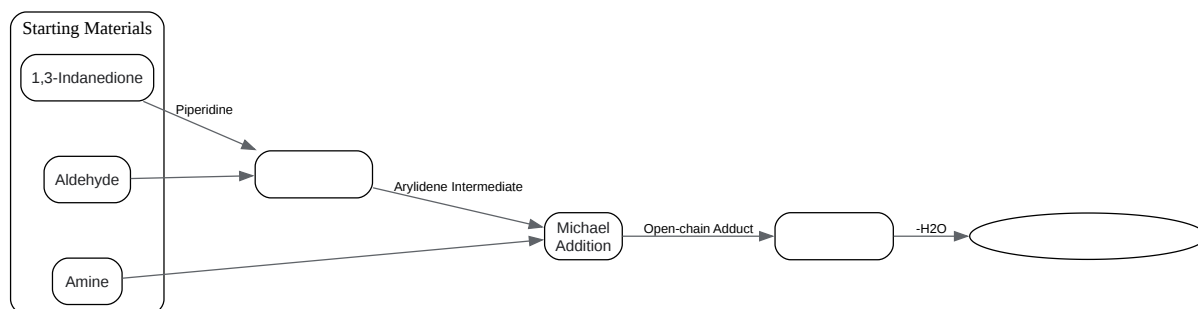 Starting Materials
1,3-Indanedione
Piperidine
Aldehyde
Arylidene Intermediate
Michael
Addition
Open-chain Adduct
-H2O
Amine